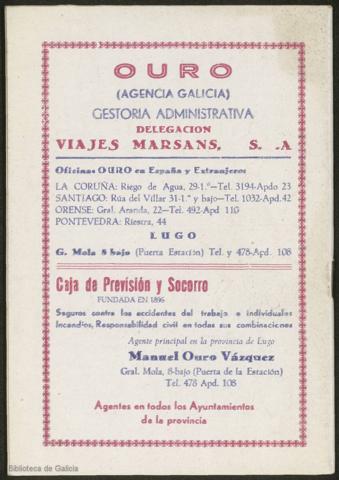 OURO
(AGENCIA GALICIA)
GESTORIA ADMINISTRATIVA
DELEGACION
VIAJES MARSANS, S. .A
Oficinas OURO en España y Extranjero:
LA CORUÑA: Riego de Agua, 29-1.º—Tel. 3194-Apdo 23
SANTIAGO: Rúa del Villar 31-1.º y bajo—Tel. 1032-Apd. 42
ORENSE: Gral. Aranda, 22—Tel. 492-Apd 110
PONTEVEDRA: Riestra, 44
LUGO
G. Mola 8 bajo (Puerta Estación) Tel. y 478-Apd. 108
Caja de Previsión y Socorro
FUNDADA EN 1896
Seguros contra los accidentes del trabajo e individuales
Incendios, Responsabilidad civil en todas sus combinaciones
Agente principal en la provincia de Lugo
Manuel Ouro Vázquez
Gral. Mola, 8-bajo (Puerta de la Estación)
Tel. 478 Apd. 108
Agentes en todos los Ayuntamientos
de la provincia
Biblioteca de Galicia